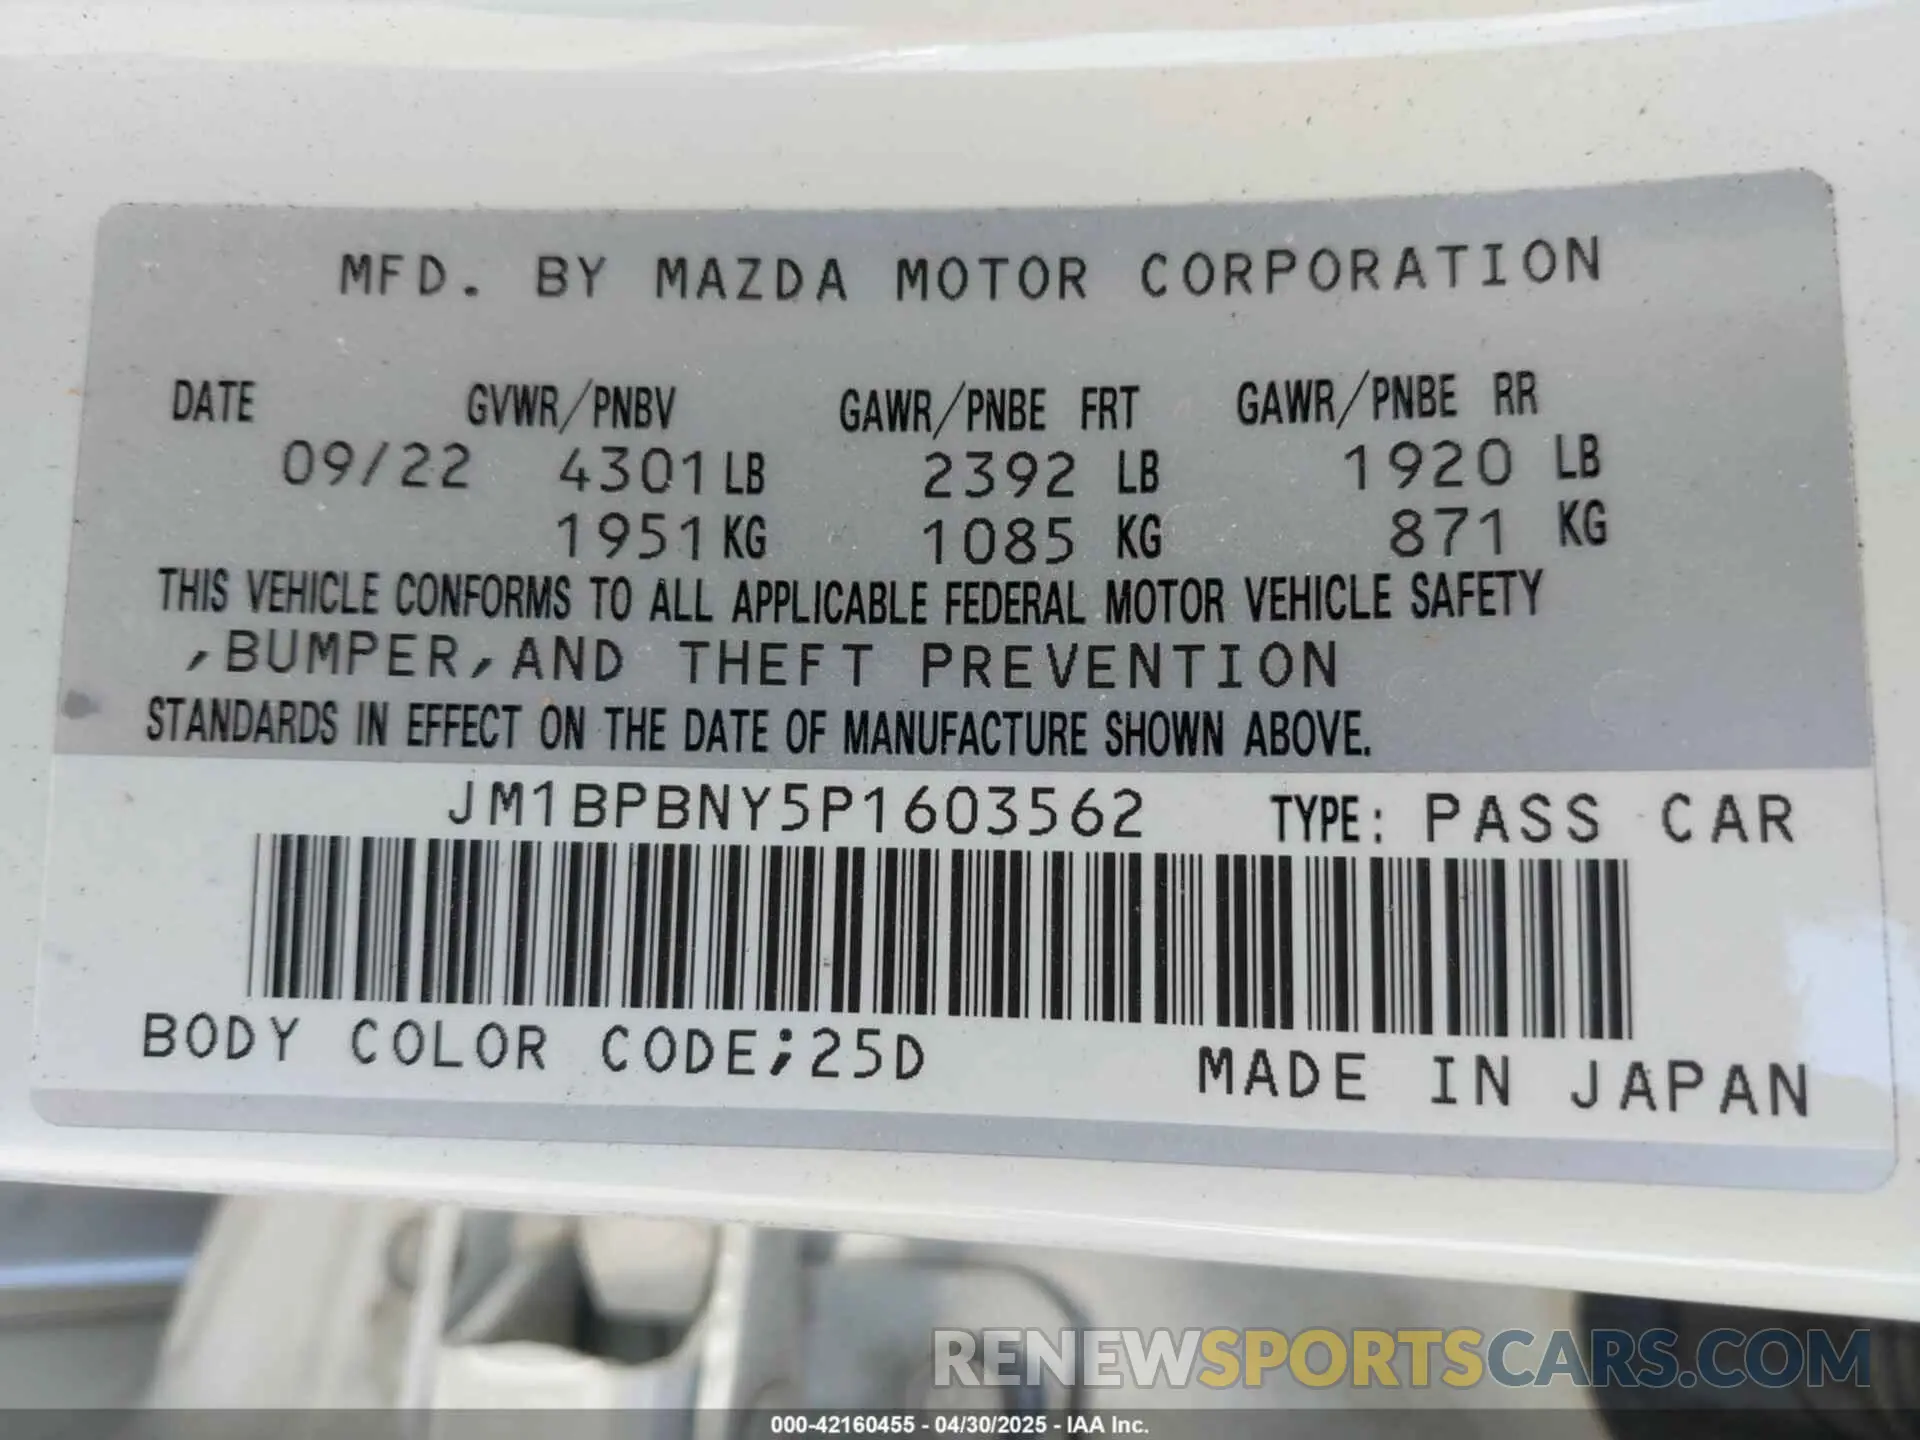 MFD. BY MAZDA MOTOR CORPORATION
DATE GVWR/PNBV GAWR/PNBE FRT GAWR/PNBE RR
09/22 4301 LB 2392 LB 1920 LB
1951 KG 1085 KG 871 KG
THIS VEHICLE CONFORMS TO ALL APPLICABLE FEDERAL MOTOR VEHICLE SAFETY
,BUMPER,AND THEFT PREVENTION
STANDARDS IN EFFECT ON THE DATE OF MANUFACTURE SHOWN ABOVE.
JM1BPBNY5P1603562 TYPE: PASS CAR
BODY COLOR CODE;25D MADE IN JAPAN
RENEWSPORTSCARS.COM
000-42160455 - 04/30/2025 - IAA Inc.